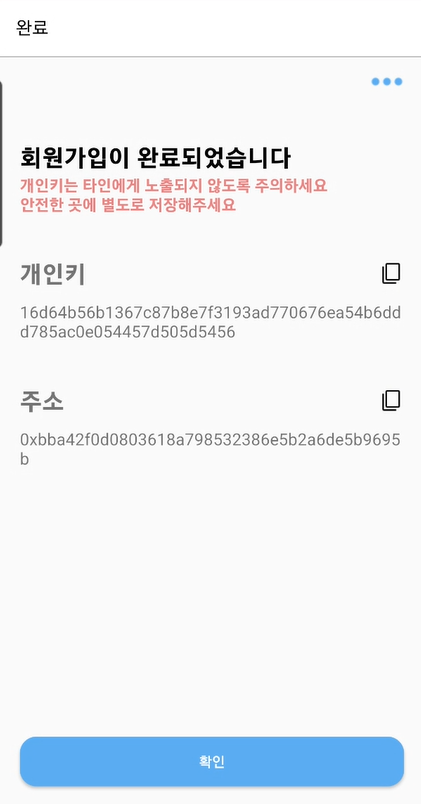 완료
회원가입이 완료되었습니다
개인키는 타인에게 노출되지 않도록 주의하세요
안전한 곳에 별도로 저장해주세요
개인키
16d64b56b1367c87b8e7f3193ad770676ea54b6dd
d785ac0e054457d505d5456
주소
0xbba42f0d0803618a798532386e5b2a6de5b9695
b
확인